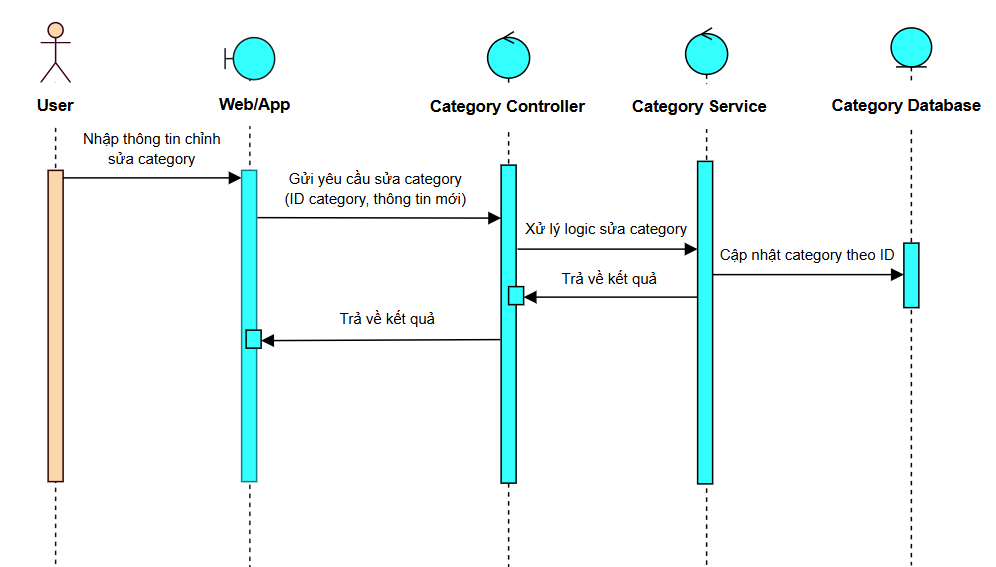 User
Web/App
Category Controller
Category Service
Category Database
Nhập thông tin chỉnh
sửa category
Gửi yêu cầu sửa category
(ID category, thông tin mới)
Xử lý logic sửa category
Cập nhật category theo ID
Trả về kết quả
Trả về kết quả